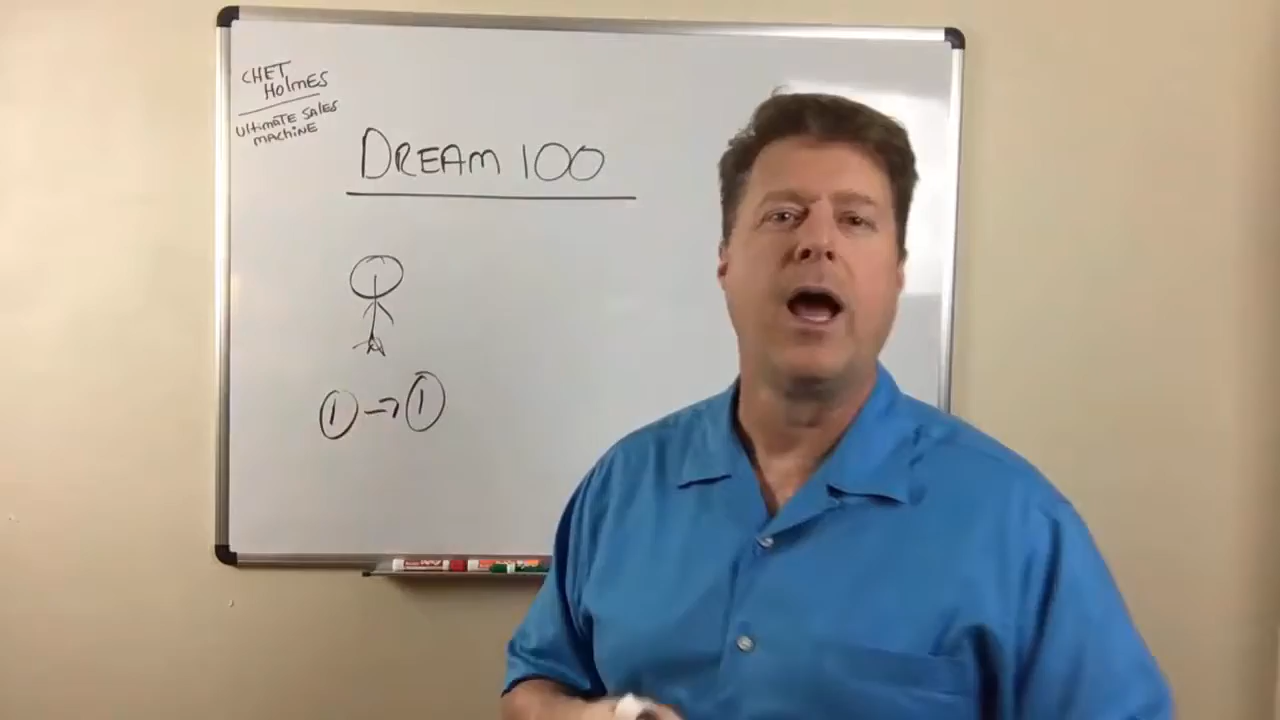 CHET
HolmES
UltimaTE SALES
mAcHiNE
DREAM 100
1 → 1